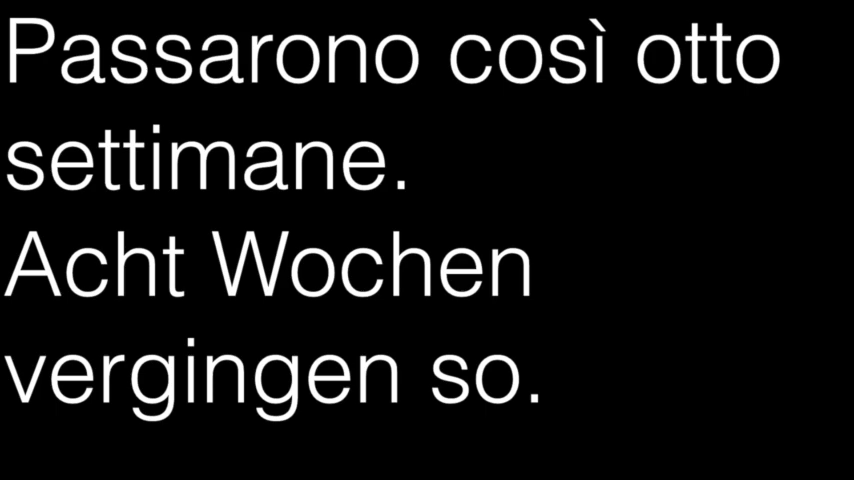 Passarono così otto
settimane.
Acht Wochen
vergingen so.